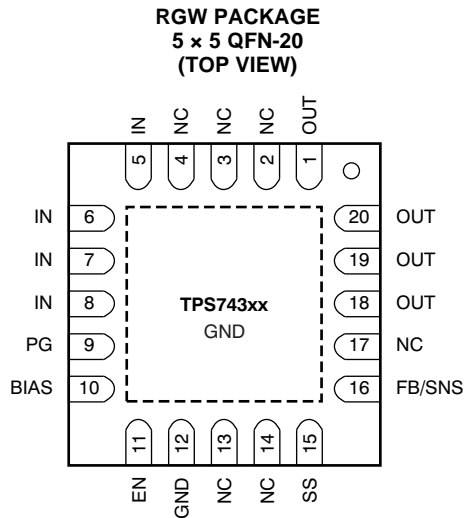 RGW PACKAGE
5 × 5 QFN-20
(TOP VIEW)
IN NC NC NC OUT
5 4 3 2 1
IN 6 20 OUT
IN 7 19 OUT
IN 8 TPS743xx 18 OUT
GND
PG 9 17 NC
BIAS 10 16 FB/SNS
11 12 13 14 15
EN GND NC NC SS